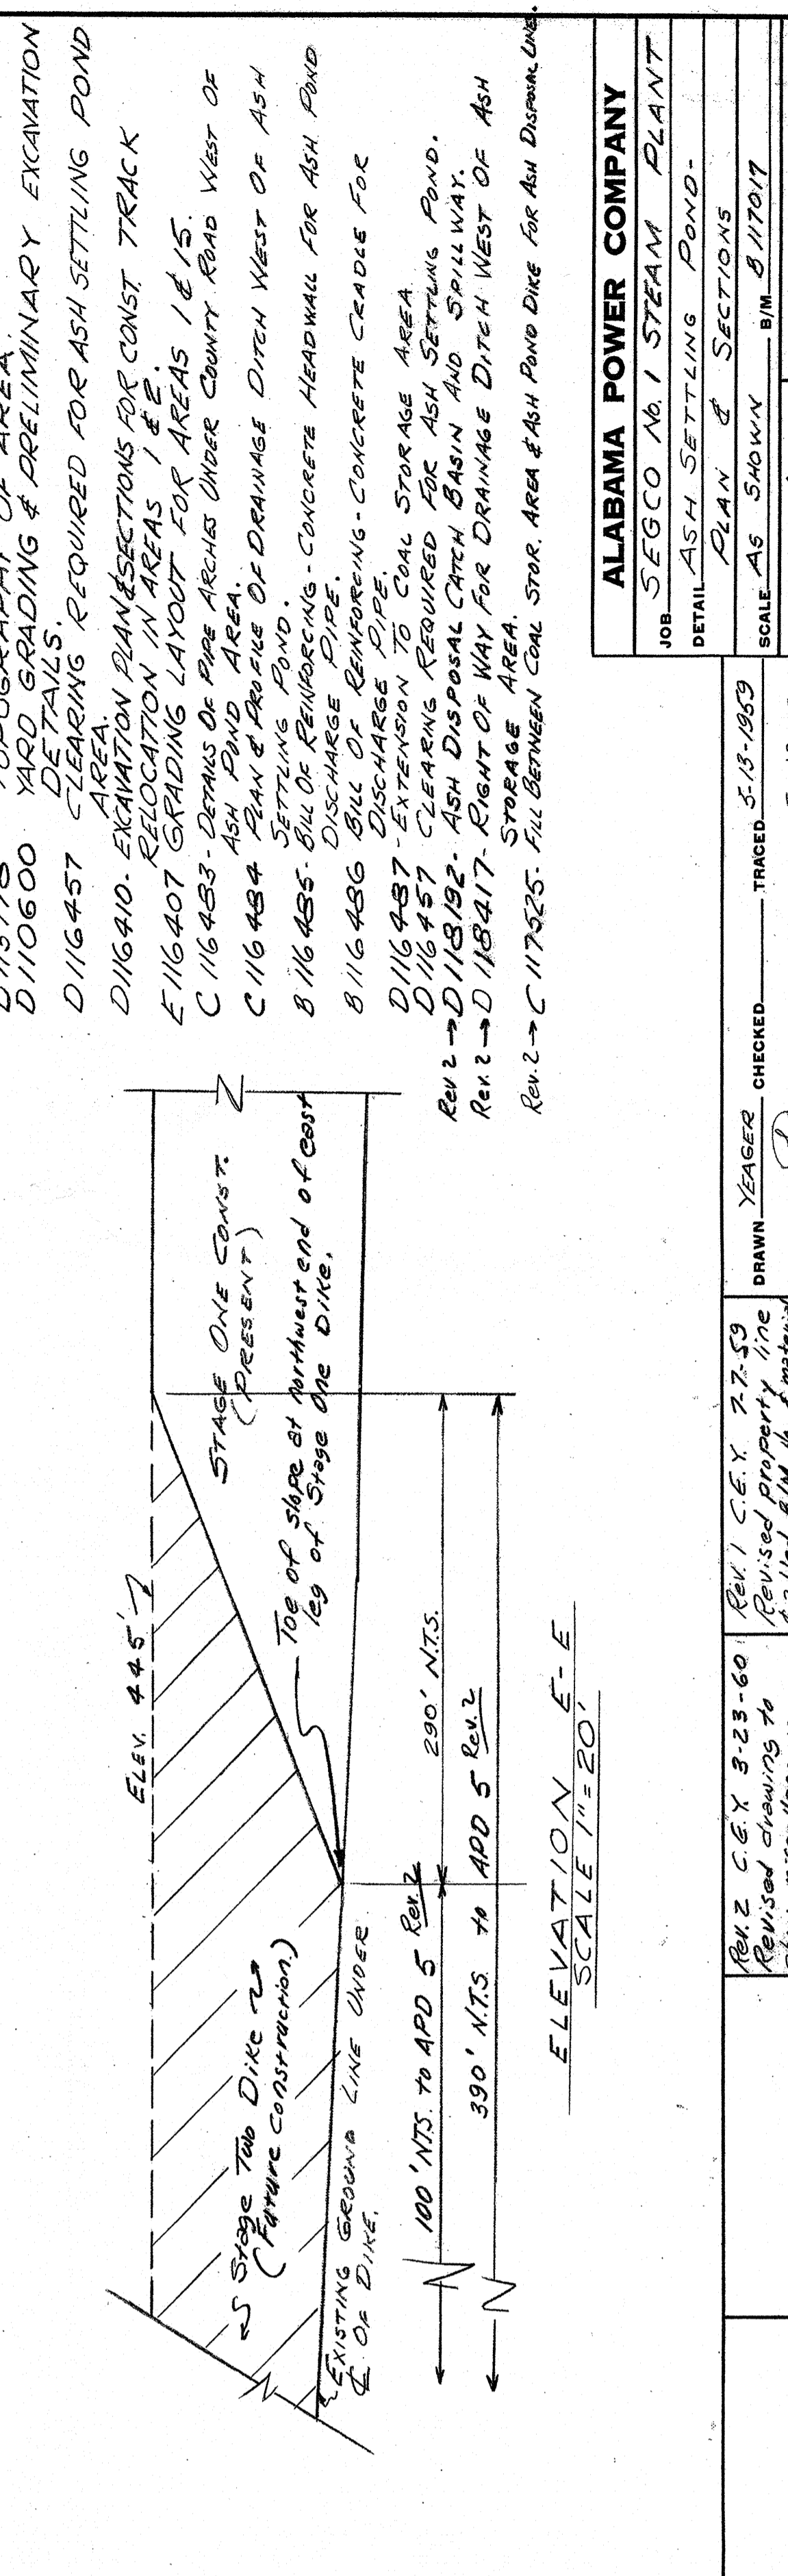 TOPOGRAPHY OF AREA.
D110600 YARD GRADING & PRELIMINARY EXCAVATION
DETAILS.
D116457 CLEARING REQUIRED FOR ASH SETTLING POND
AREA.
D116410- EXCAVATION PLAN & SECTIONS FOR CONST. TRACK
RELOCATION IN AREAS 1 & 2.
E116407 GRADING LAYOUT FOR AREAS 1 & 15.
C116483- DETAILS OF PIPE ARCHES UNDER COUNTY ROAD WEST OF
ASH POND AREA.
C116484 PLAN & PROFILE OF DRAINAGE DITCH WEST OF ASH
SETTLING POND.
B116485- BILL OF REINFORCING-CONCRETE HEADWALL FOR ASH POND
DISCHARGE PIPE.
B116486 BILL OF REINFORCING-CONCRETE CRADLE FOR
DISCHARGE PIPE.
D116487- EXTENSION TO COAL STORAGE AREA
D116457 CLEARING REQUIRED FOR ASH SETTLING POND.
Rev. 2→D118192- ASH DISPOSAL CATCH BASIN AND SPILLWAY.
Rev. 2→D118417- RIGHT OF WAY FOR DRAINAGE DITCH WEST OF ASH
STORAGE AREA.
Rev. 2→C117525- FILL BETWEEN COAL STOR. AREA & ASH POND DIKE FOR ASH DISPOSAL LINE.
ELEV. 445'
STAGE ONE CONST.
(PRESENT)
Toe of slope at Northwest end of east
leg of Stage One Dike.
Stage Two Dike
(Future Construction.)
EXISTING GROUND LINE UNDER
℄ OF DIKE.
100' N.T.S. to APD 5 Rev. 2
290' N.T.S.
390' N.T.S. to APD 5 Rev. 2
ELEVATION E-E
SCALE 1"=20'
ALABAMA POWER COMPANY
JOB SEGCO No. 1 STEAM PLANT
DETAIL ASH SETTLING POND-
PLAN & SECTIONS
SCALE AS SHOWN B/M B117017
DRAWN YEAGER CHECKED TRACED 5-13-1959
Rev. 1 C.E.Y. 7-7-59
Revised property line
Rev. 2 C.E.Y. 3-23-60
Revised drawing to